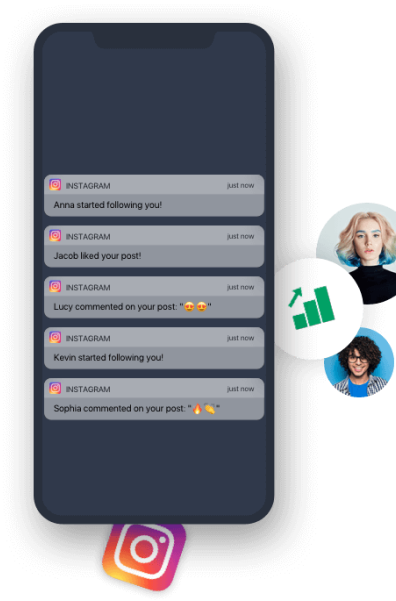 INSTAGRAM just now
Anna started following you!
INSTAGRAM just now
Jacob liked your post!
INSTAGRAM just now
Lucy commented on your post: "😍😍"
INSTAGRAM just now
Kevin started following you!
INSTAGRAM just now
Sophia commented on your post: "🔥👏"